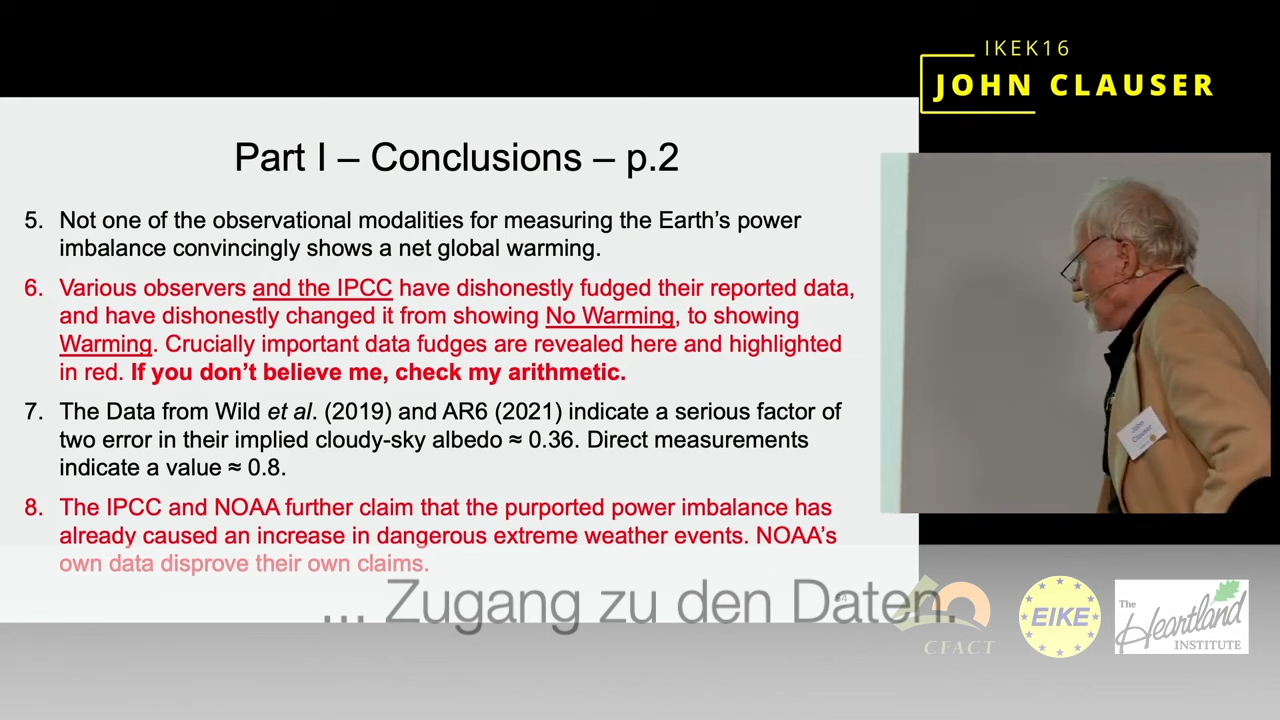 IKEK16
JOHN CLAUSER
Part I – Conclusions – p.2
5. Not one of the observational modalities for measuring the Earth’s power
imbalance convincingly shows a net global warming.
6. Various observers and the IPCC have dishonestly fudged their reported data,
and have dishonestly changed it from showing No Warming, to showing
Warming. Crucially important data fudges are revealed here and highlighted
in red. If you don’t believe me, check my arithmetic.
7. The Data from Wild et al. (2019) and AR6 (2021) indicate a serious factor of
two error in their implied cloudy-sky albedo ≈ 0.36. Direct measurements
indicate a value ≈ 0.8.
8. The IPCC and NOAA further claim that the purported power imbalance has
already caused an increase in dangerous extreme weather events. NOAA’s
own data disprove their own claims.
... Zugang zu den Daten.
CFACT
EIKE
The
Heartland
INSTITUTE
John
Clauser